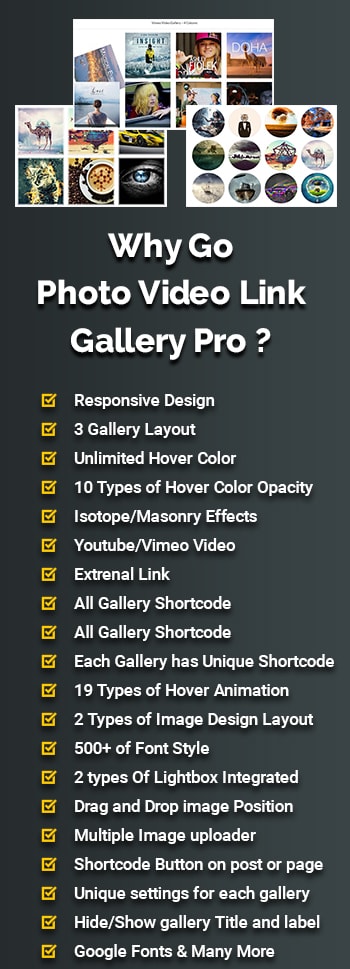 INSIGHT
DOHA
Why Go
Photo Video Link
Gallery Pro ?
Responsive Design
3 Gallery Layout
Unlimited Hover Color
10 Types of Hover Color Opacity
Isotope/Masonry Effects
Youtube/Vimeo Video
Extrenal Link
All Gallery Shortcode
All Gallery Shortcode
Each Gallery has Unique Shortcode
19 Types of Hover Animation
2 Types of Image Design Layout
500+ of Font Style
2 types Of Lightbox Integrated
Drag and Drop image Position
Multiple Image uploader
Shortcode Button on post or page
Unique settings for each gallery
Hide/Show gallery Title and label
Google Fonts & Many More